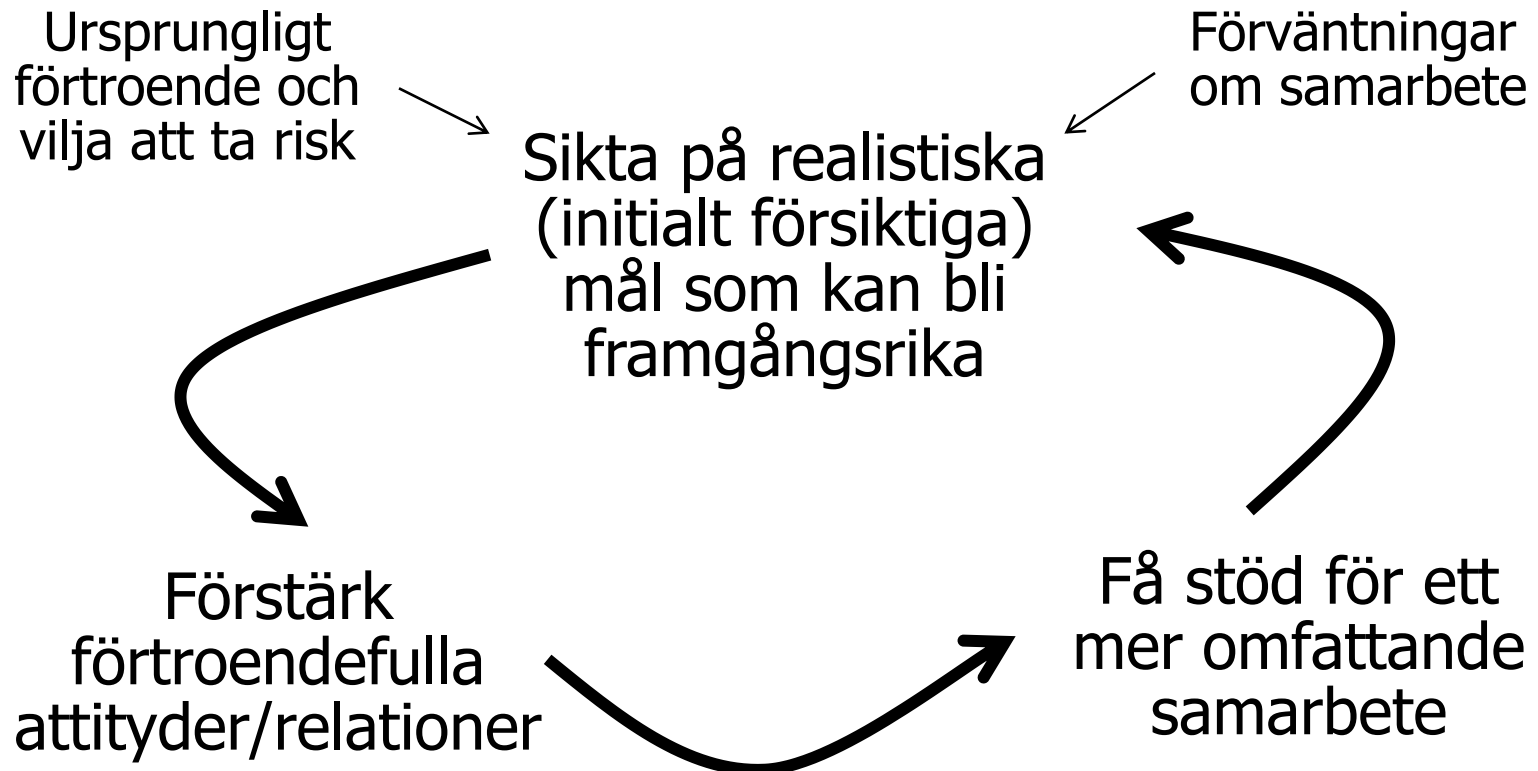 Ursprungligt
förtroende och
vilja att ta risk
Förväntningar
om samarbete
Sikta på realistiska
(initialt försiktiga)
mål som kan bli
framgångsrika
Förstärk
förtroendefulla
attityder/relationer
Få stöd för ett
mer omfattande
samarbete